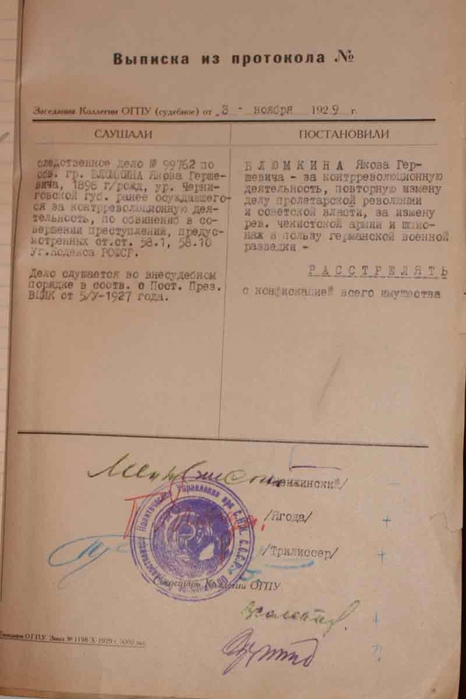 Выписка из протокола №
Заседания Коллегии ОГПУ (судебное) от „3 - ноября 1929 г.
СЛУШАЛИ
следственное дело № 99762 по
обв. гр. БЛЮМКИНА Якова Герше-
вича, 1898 г/рожд, ур. Черни-
говской губ. ранее осуждавшего-
ся за контрреволюционную дея-
тельность, по обвинению в со-
вершении преступлений, предус-
мотренных ст.ст. 58.1, 58.10
Уг.Кодекса РСФСР.
Дело слушается во внесудебном
порядке в соотв. с Пост. През.
ВЦИК от 5/У-1927 года.
ПОСТАНОВИЛИ
БЛЮМКИНА Якова Гер-
шевича - за контрреволюционную
деятельность, повторную измену
делу пролетарской революции
и советской власти, за измену
рев. чекистской армии и шпио-
наж в пользу германской военной
разведки -
РАССТРЕЛЯТЬ
с конфискацией всего имущества
/Менжинский/
/Ягода/
/Трилиссер/
Секретарь Коллегии ОГПУ